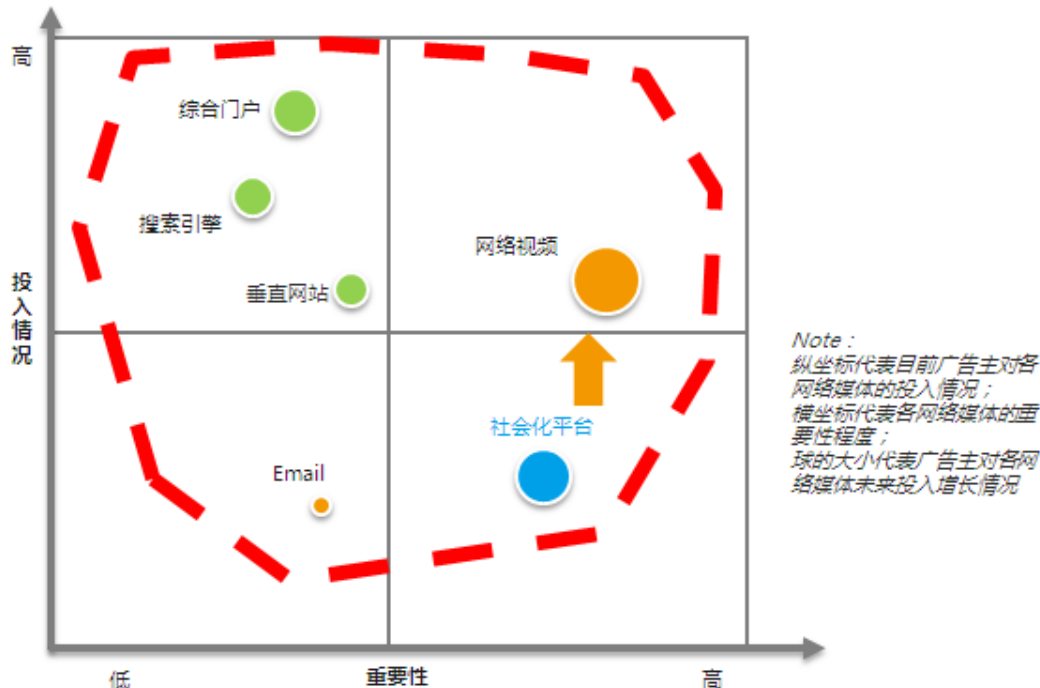 高
综合门户
搜索引擎
网络视频
垂直网站
投入情况
社会化平台
Email
Note：
纵坐标代表目前广告主对各
网络媒体的投入情况；
横坐标代表各网络媒体的重
要性程度；
球的大小代表广告主对各网
络媒体未来投入增长情况
低
重要性
高